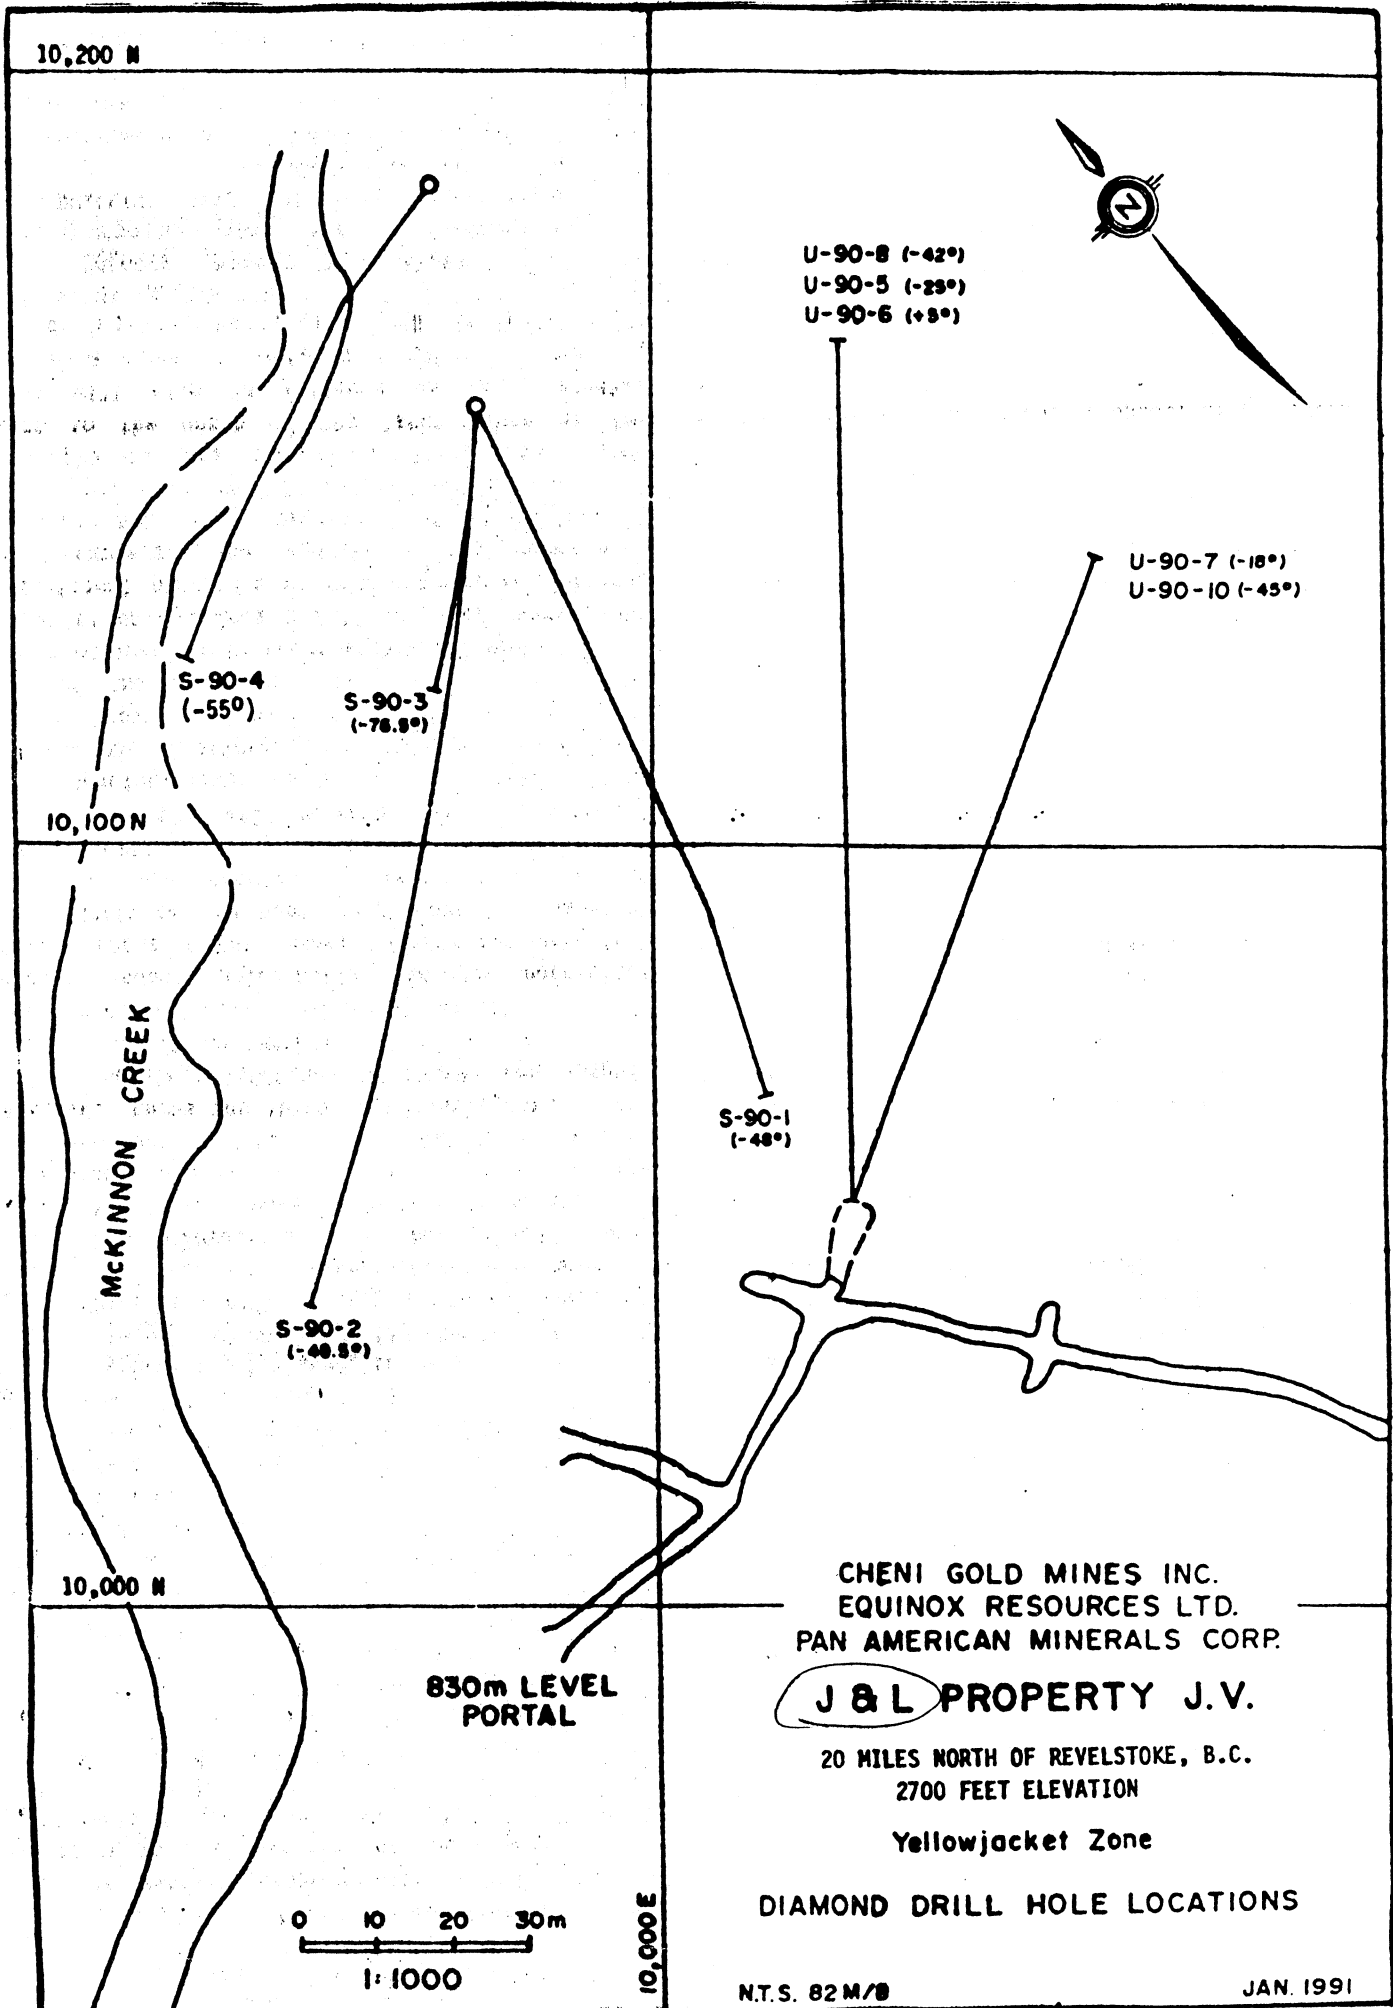 10,200 N
N
U-90-8 (-42°)
U-90-5 (-25°)
U-90-6 (+5°)
U-90-7 (-18°)
U-90-10 (-45°)
S-90-4
(-55°)
S-90-3
(-76.5°)
10,100 N
McKINNON CREEK
S-90-1
(-48°)
S-90-2
10,000 N
830m LEVEL
PORTAL
CHENI GOLD MINES INC.
EQUINOX RESOURCES LTD.
PAN AMERICAN MINERALS CORP.
J & L PROPERTY J.V.
20 MILES NORTH OF REVELSTOKE, B.C.
2700 FEET ELEVATION
Yellowjacket Zone
DIAMOND DRILL HOLE LOCATIONS
0 10 20 30m
1:1000
10,000 E
N.T.S. 82 M/8
JAN. 1991